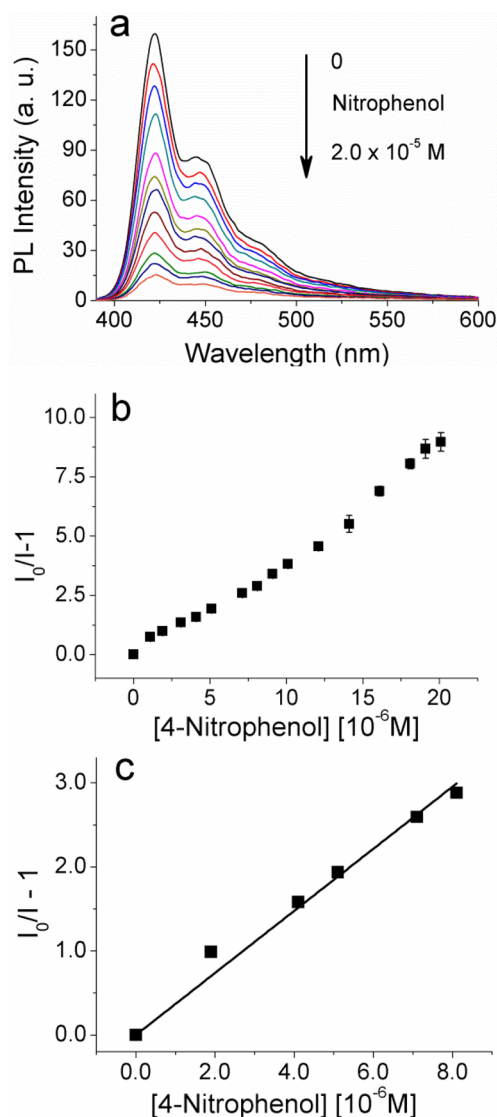 a
0
Nitrophenol
2.0 x 10⁻⁵ M
PL Intensity (a. u.)
150
120
90
60
30
0
400 450 500 550 600
Wavelength (nm)
b
I₀/I-1
10.0
7.5
5.0
2.5
0.0
0 5 10 15 20
[4-Nitrophenol] [10⁻⁶M]
c
I₀/I - 1
3.0
2.0
1.0
0.0
0.0 2.0 4.0 6.0 8.0
[4-Nitrophenol] [10⁻⁶M]